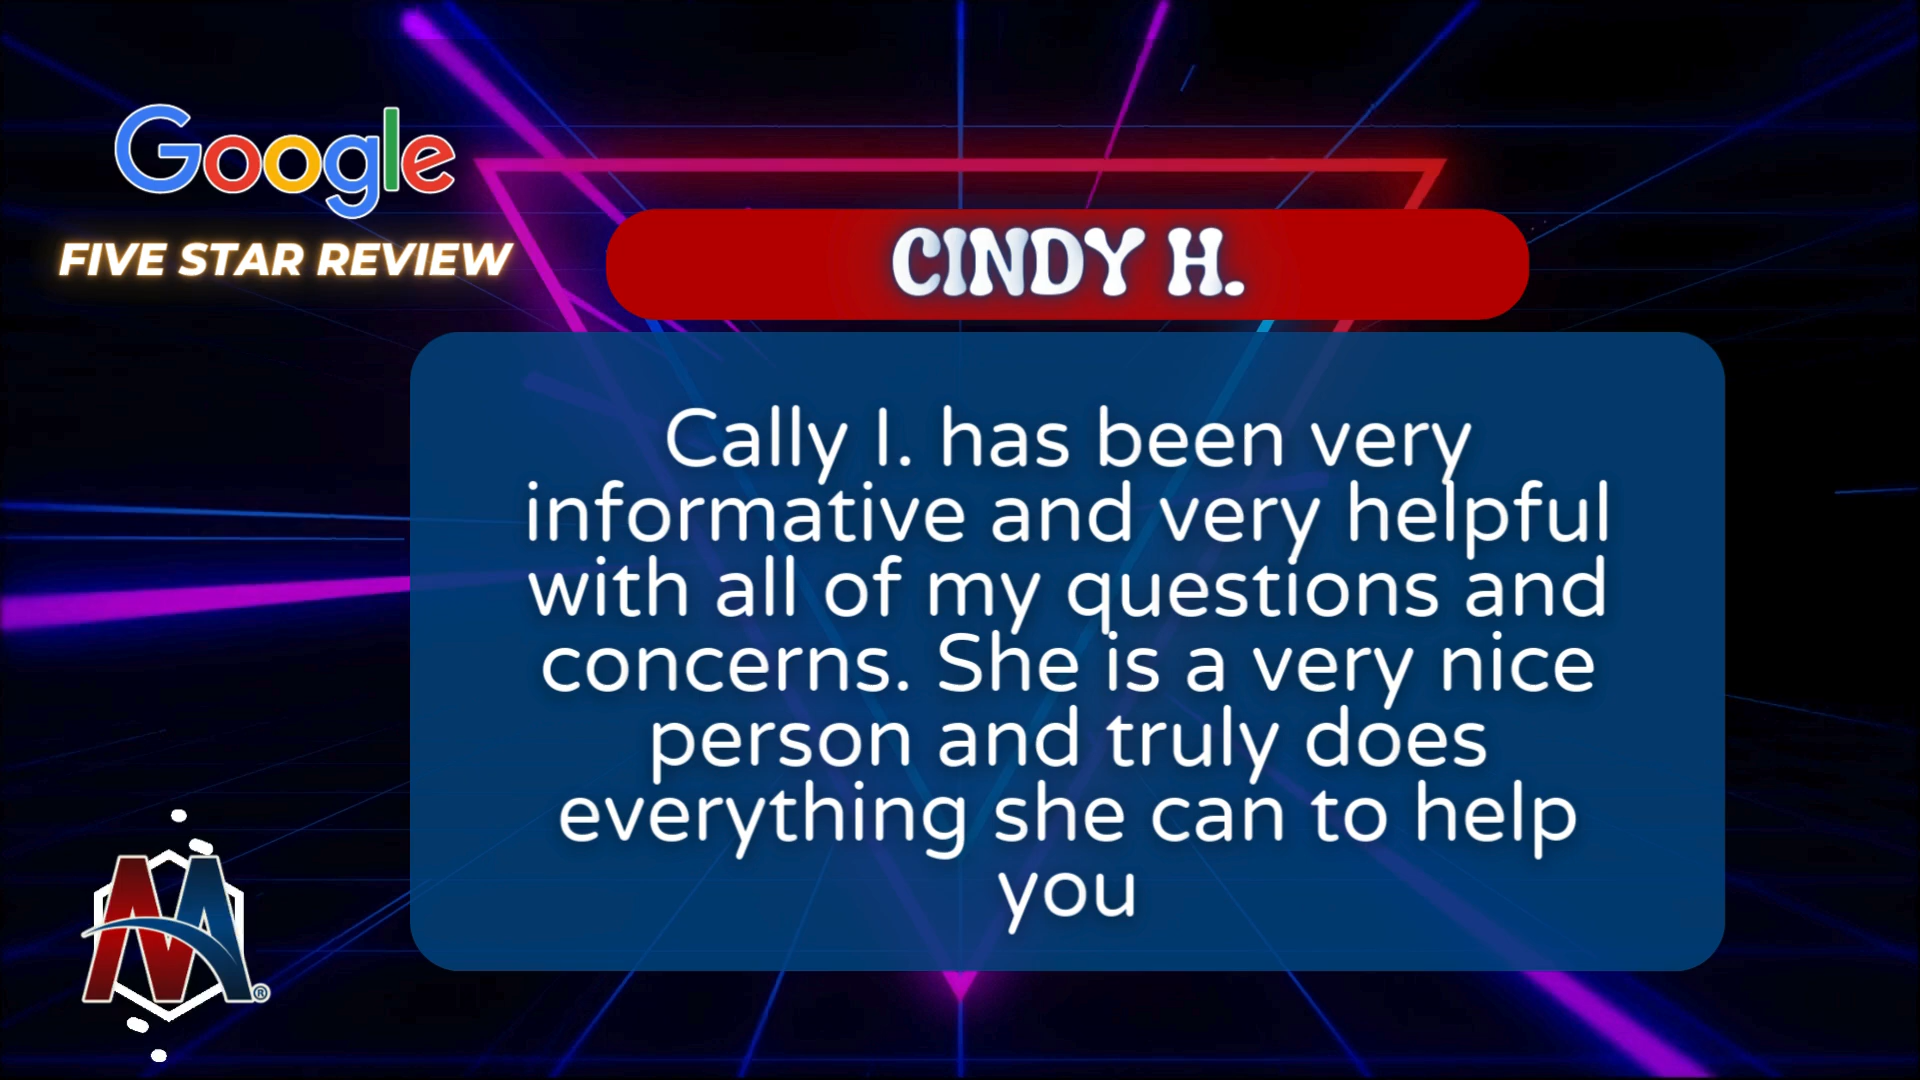 Google
FIVE STAR REVIEW
CINDY H.
Cally I. has been very
informative and very helpful
with all of my questions and
concerns. She is a very nice
person and truly does
everything she can to help
you
AA®